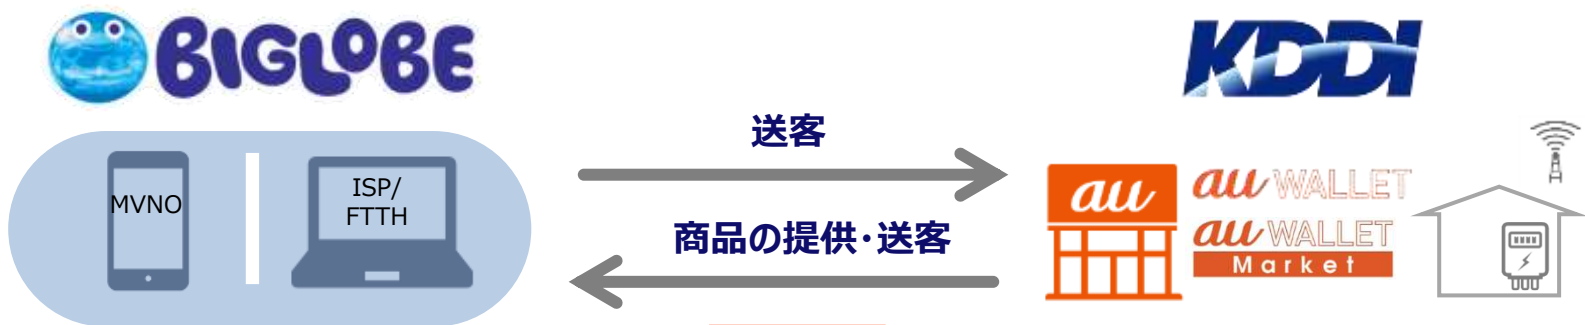 BIGLOBE
KDDI
送客
MVNO
ISP/
FTTH
au
au WALLET
商品の提供・送客
au WALLET
Market